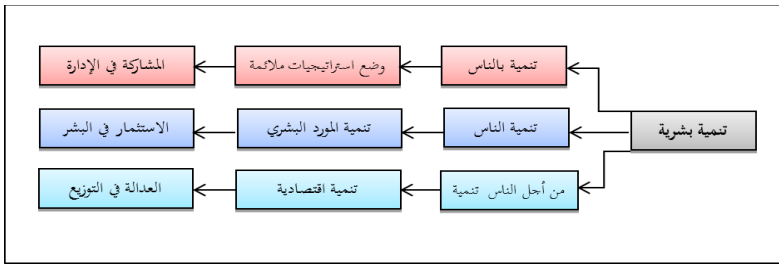 تنمية بالناس
وضع استراتيجيات ملائمة
المشاركة في الإدارة
تنمية بشرية
تنمية الناس
تنمية المورد البشري
الاستثمار في البشر
من أجل الناس تنمية
تنمية اقتصادية
العدالة في التوزيع